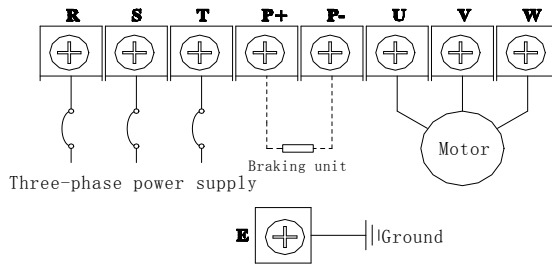 R S T P+ P- U V W
Motor
Braking unit
Three-phase power supply
E Ground